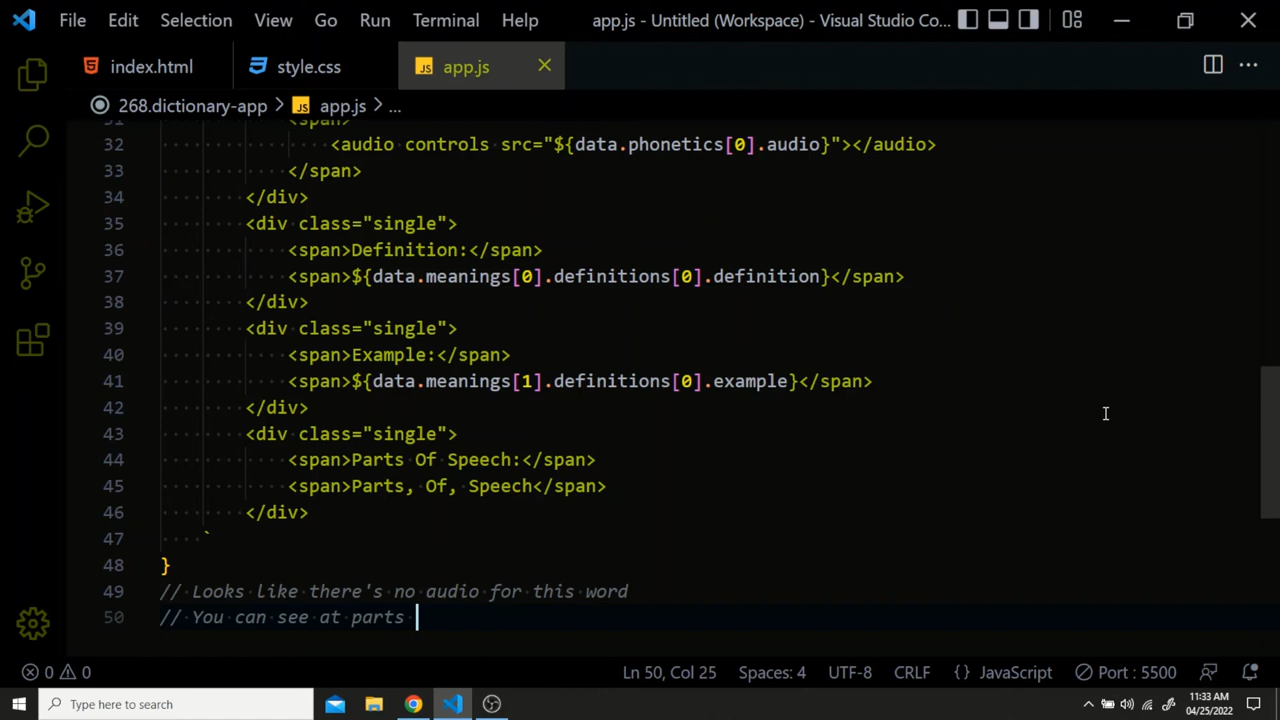 File Edit Selection View Go Run Terminal Help app.js - Untitled (Workspace) - Visual Studio Co...
index.html style.css JS app.js
268.dictionary-app > JS app.js > ...
31 <span>
32 <audio controls src="${data.phonetics[0].audio}"></audio>
33 </span>
34 </div>
35 <div class="single">
36 <span>Definition:</span>
37 <span>${data.meanings[0].definitions[0].definition}</span>
38 </div>
39 <div class="single">
40 <span>Example:</span>
41 <span>${data.meanings[1].definitions[0].example}</span>
42 </div>
43 <div class="single">
44 <span>Parts Of Speech:</span>
45 <span>Parts, Of, Speech</span>
46 </div>
47 `
48 }
49 // Looks like there's no audio for this word
50 // You can see at parts
0 0 Ln 50, Col 25 Spaces: 4 UTF-8 CRLF {} JavaScript Port : 5500
Type here to search 11:33 AM
04/25/2022